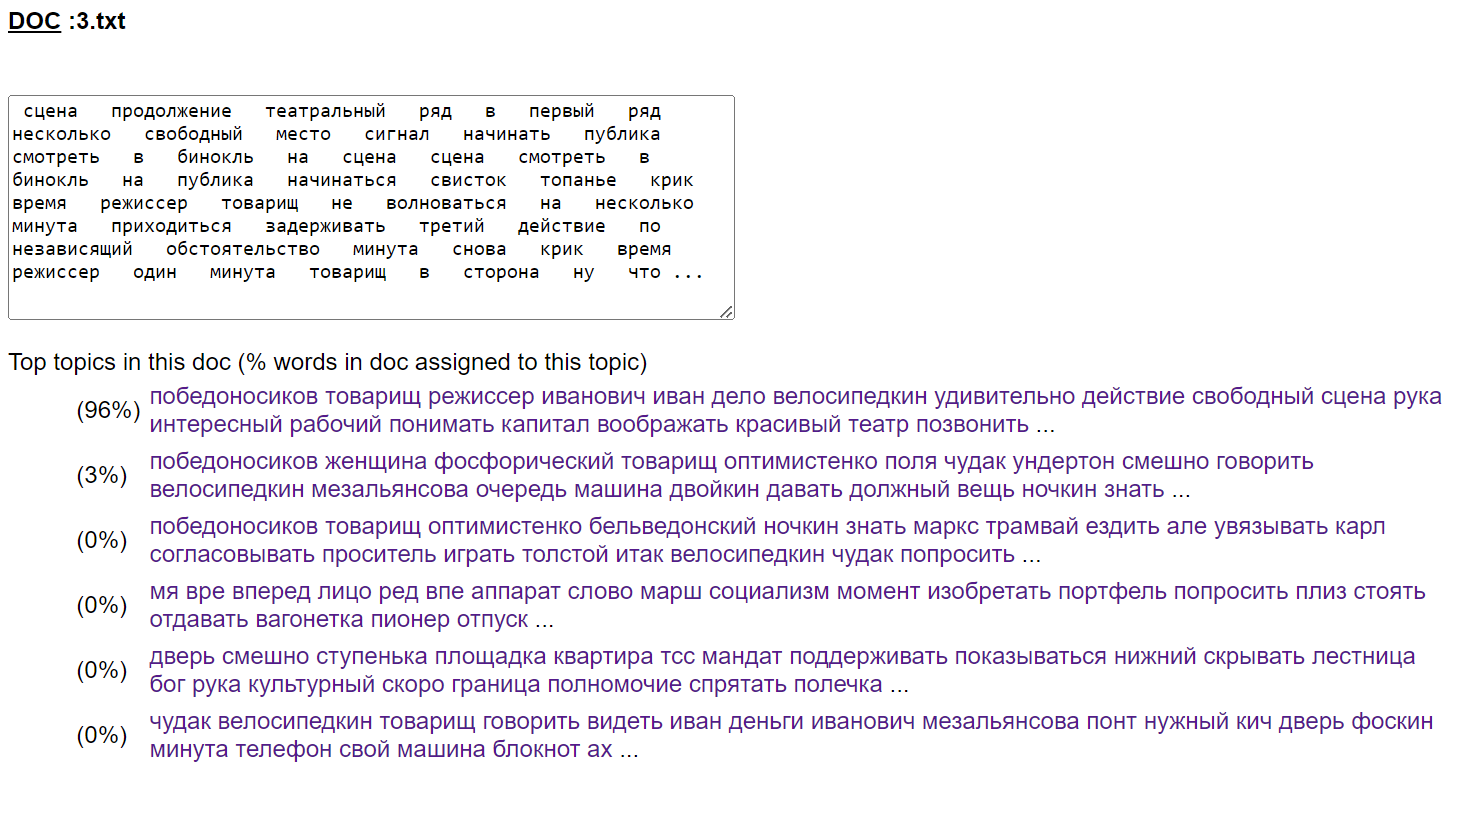 DOC :3.txt
сцена продолжение театральный ряд в первый ряд
несколько свободный место сигнал начинать публика
смотреть в бинокль на сцена сцена смотреть в
бинокль на публика начинаться свисток топанье крик
время режиссер товарищ не волноваться на несколько
минута приходиться задерживать третий действие по
независящий обстоятельство минута снова крик время
режиссер один минута товарищ в сторона ну что ...
Top topics in this doc (% words in doc assigned to this topic)
(96%) победоносиков товарищ режиссер иванович иван дело велосипедкин удивительно действие свободный сцена рука
интересный рабочий понимать капитал воображать красивый театр позвонить ...
(3%) победоносиков женщина фосфорический товарищ оптимистенко поля чудак ундертон смешно говорить
велосипедкин мезальянсова очередь машина двойкин давать должный вещь ночкин знать ...
(0%) победоносиков товарищ оптимистенко бельведонский ночкин знать маркс трамвай ездить але увязывать карл
согласовывать проситель играть толстой итак велосипедкин чудак попросить ...
(0%) мя вре вперед лицо ред впе аппарат слово марш социализм момент изобретать портфель попросить плиз стоять
отдавать вагонетка пионер отпуск ...
(0%) дверь смешно ступенька площадка квартира тсс мандат поддерживать показываться нижний скрывать лестница
бог рука культурный скоро граница полномочие спрятать полечка ...
(0%) чудак велосипедкин товарищ говорить видеть иван деньги иванович мезальянсова понт нужный кич дверь фоскин
минута телефон свой машина блокнот ах ...